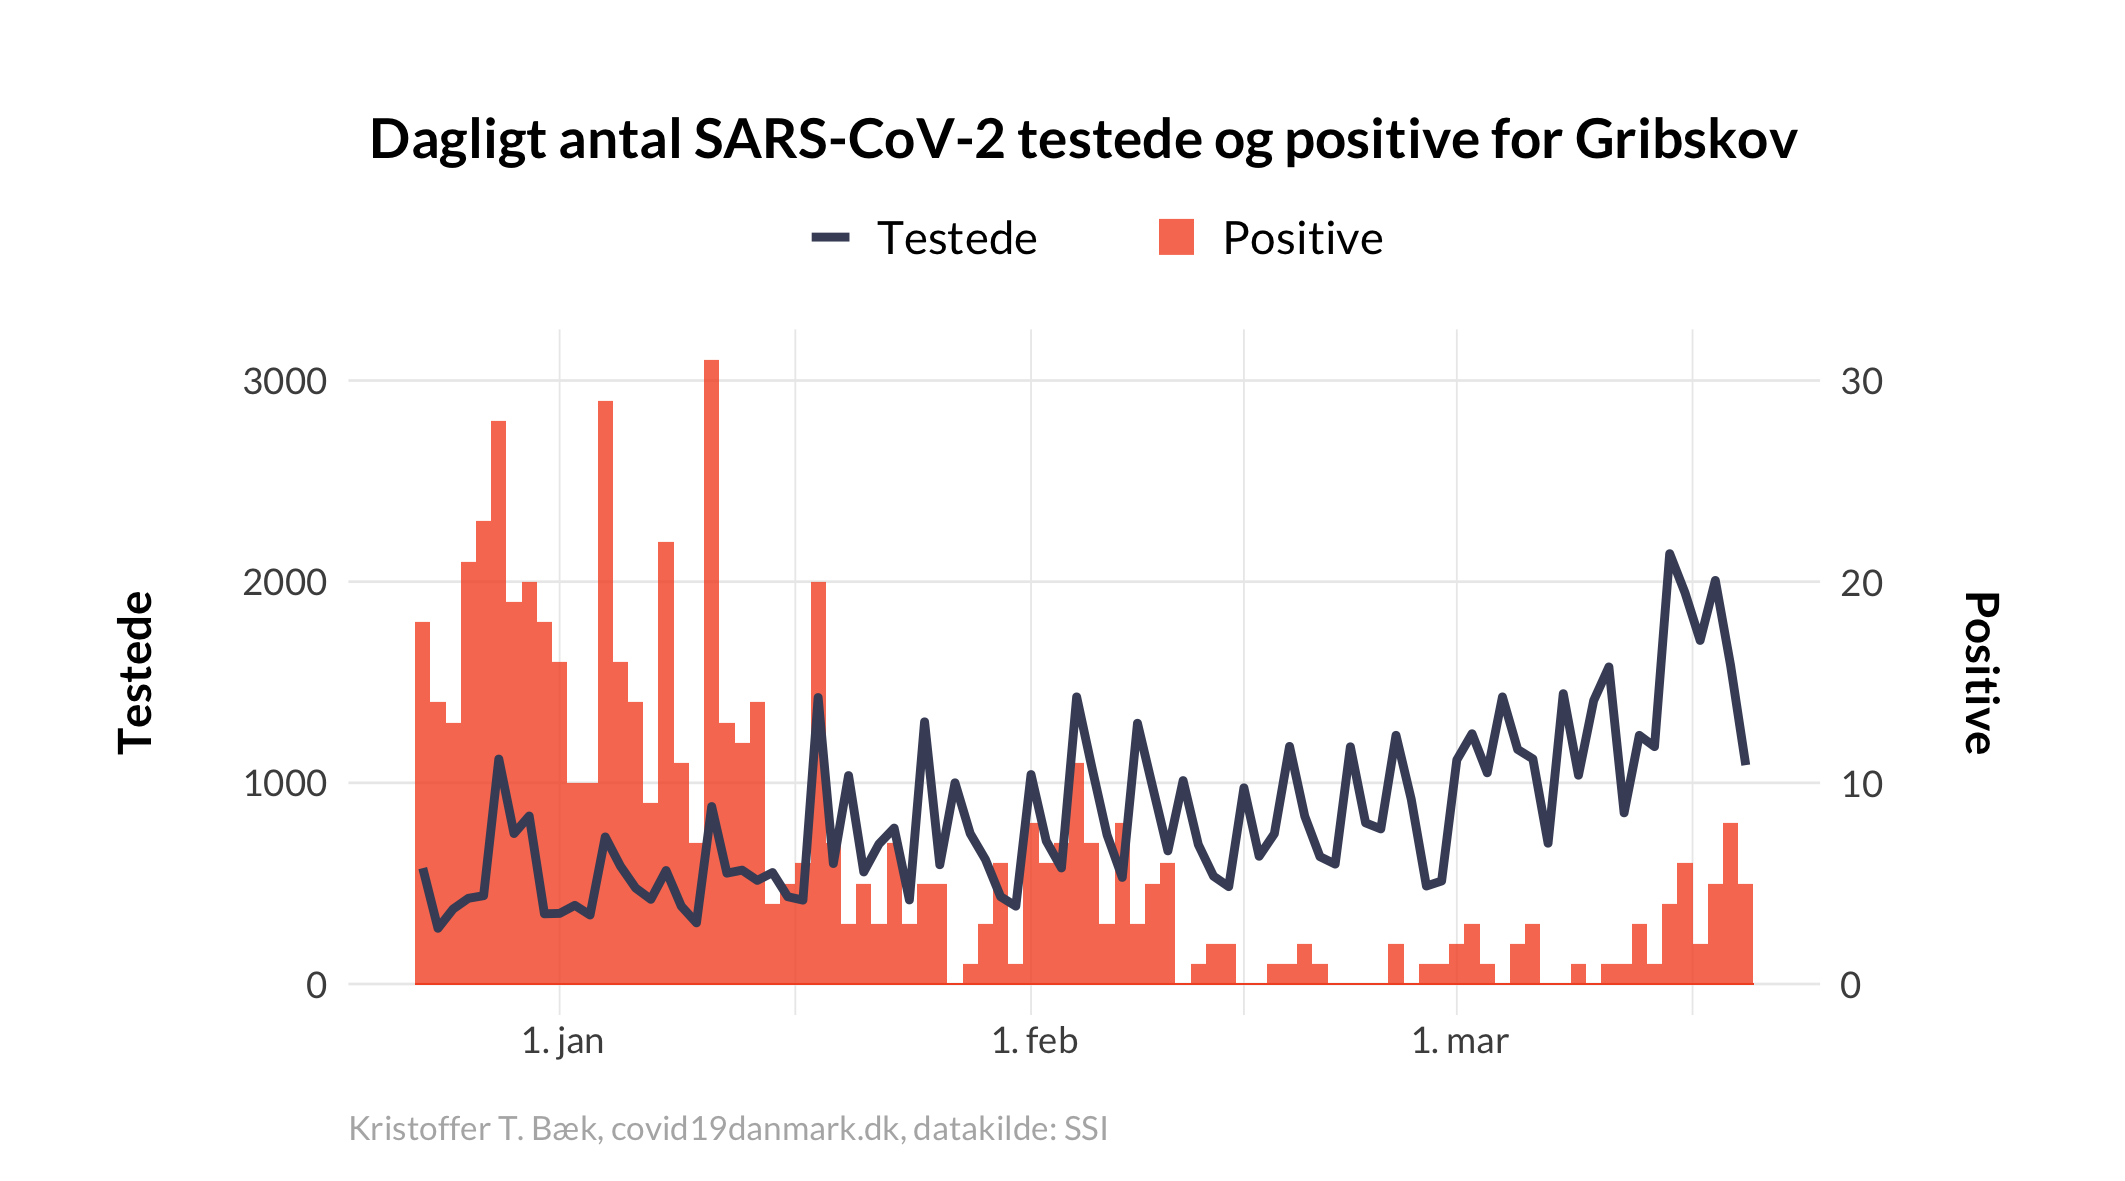 Dagligt antal SARS-CoV-2 testede og positive for Gribskov
Testede Positive
3000 30
2000 20
1000 10
0 0
Testede
Positive
1. jan 1. feb 1. mar
Kristoffer T. Bæk, covid19danmark.dk, datakilde: SSI